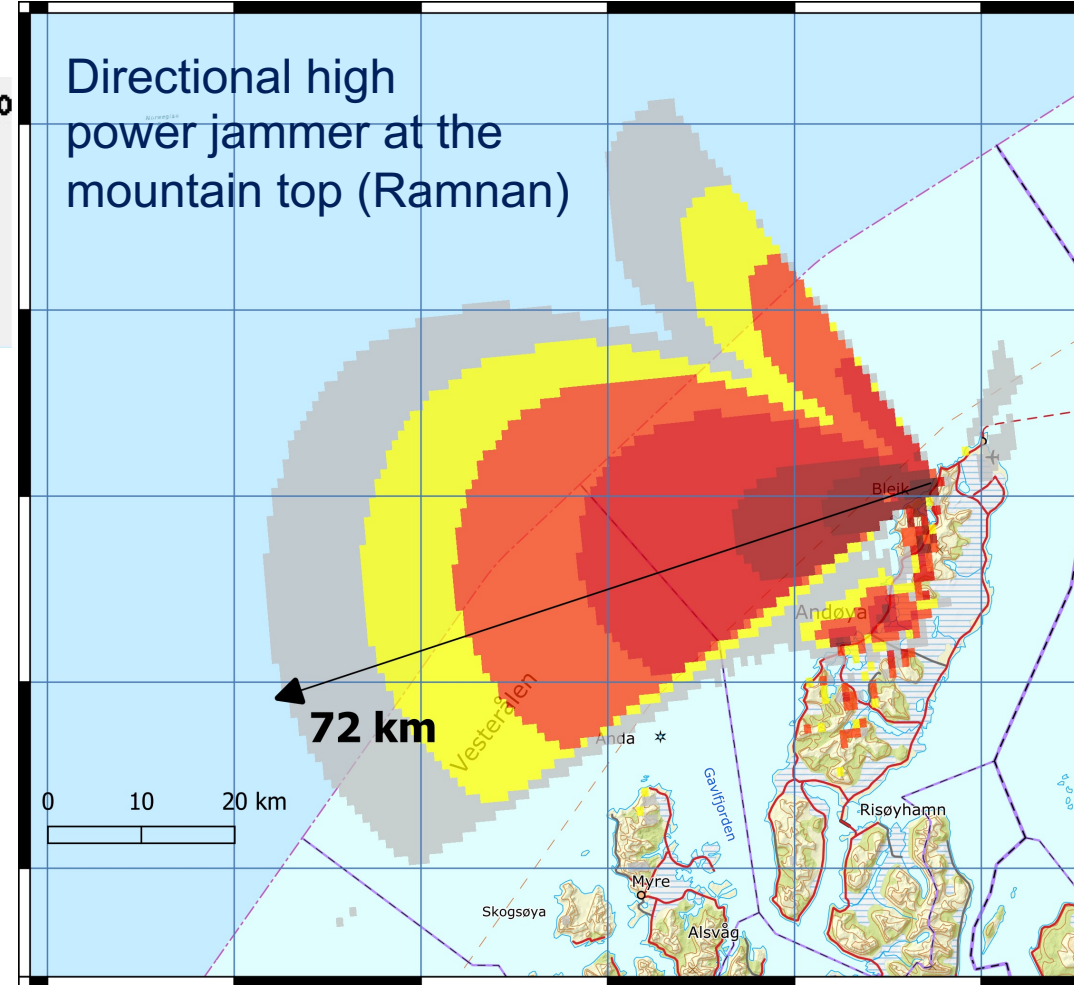 Directional high
power jammer at the
mountain top (Ramnan)
Norwegian
Bleik
Andøya
72 km
Vesterålen
Anda
0 10 20 km
Gavlfjorden
Risøyhamn
Myre
Skogsøya
Alsvåg